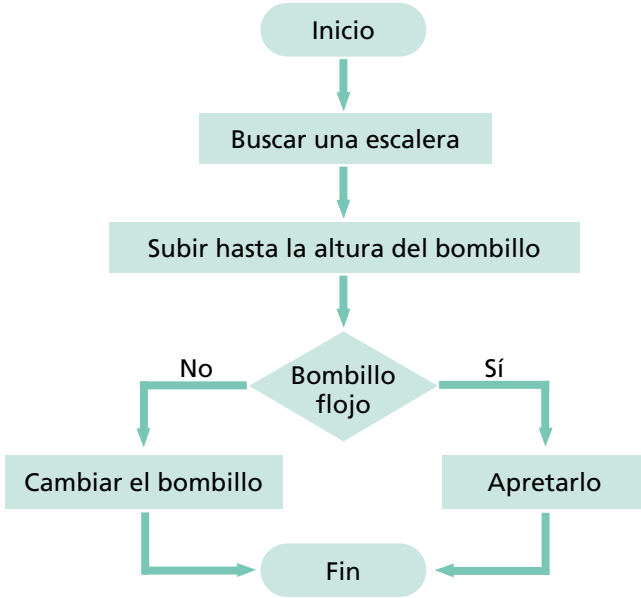 Inicio
Buscar una escalera
Subir hasta la altura del bombillo
No
Bombillo
flojo
Sí
Cambiar el bombillo
Apretarlo
Fin